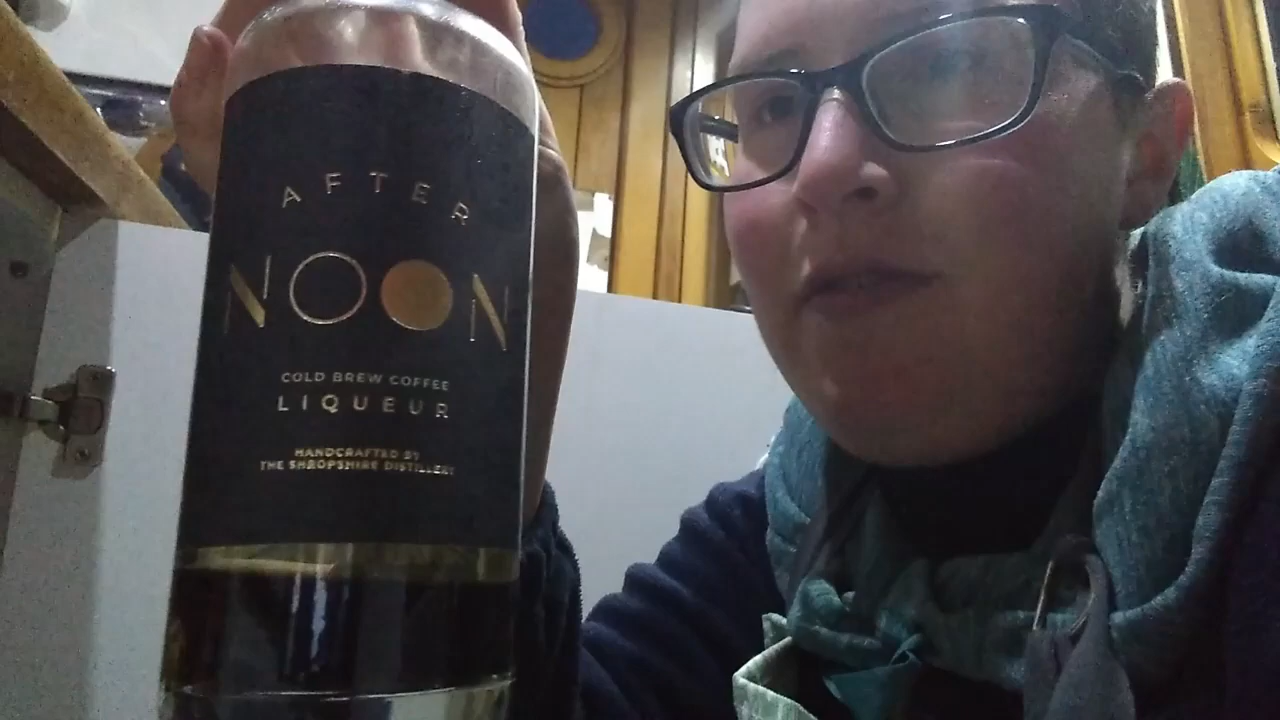 AFTER
NOON
COLD BREW COFFEE
LIQUEUR
HANDCRAFTED BY
THE SHROPSHIRE DISTILLERY